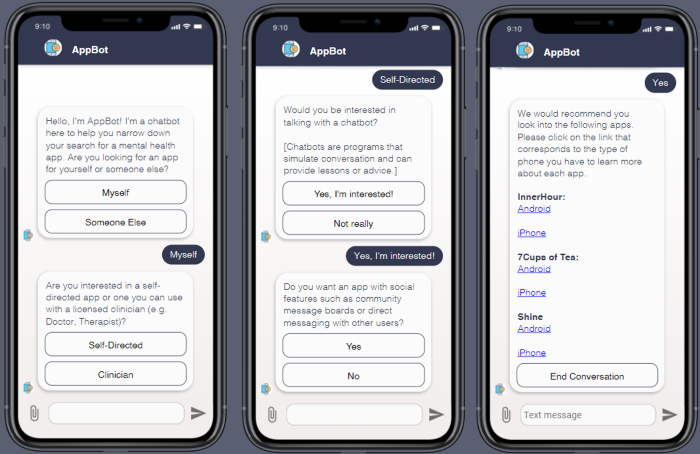 9:10
AppBot
Hello, I'm AppBot! I'm a chatbot
here to help you narrow down
your search for a mental health
app. Are you looking for an app
for yourself or someone else?
Myself
Someone Else
Myself
Are you interested in a self-
directed app or one you can use
with a licensed clinician (e.g.
Doctor, Therapist)?
Self-Directed
Clinician
9:10
AppBot
Self-Directed
Would you be interested in
talking with a chatbot?
[Chatbots are programs that
simulate conversation and can
provide lessons or advice.]
Yes, I'm interested!
Not really
Yes, I'm interested!
Do you want an app with social
features such as community
message boards or direct
messaging with other users?
Yes
No
9:10
AppBot
Yes
We would recommend you
look into the following apps.
Please click on the link that
corresponds to the type of
phone you have to learn more
about each app.
InnerHour:
Android
iPhone
7Cups of Tea:
Android
iPhone
Shine
Android
iPhone
End Conversation
Text message